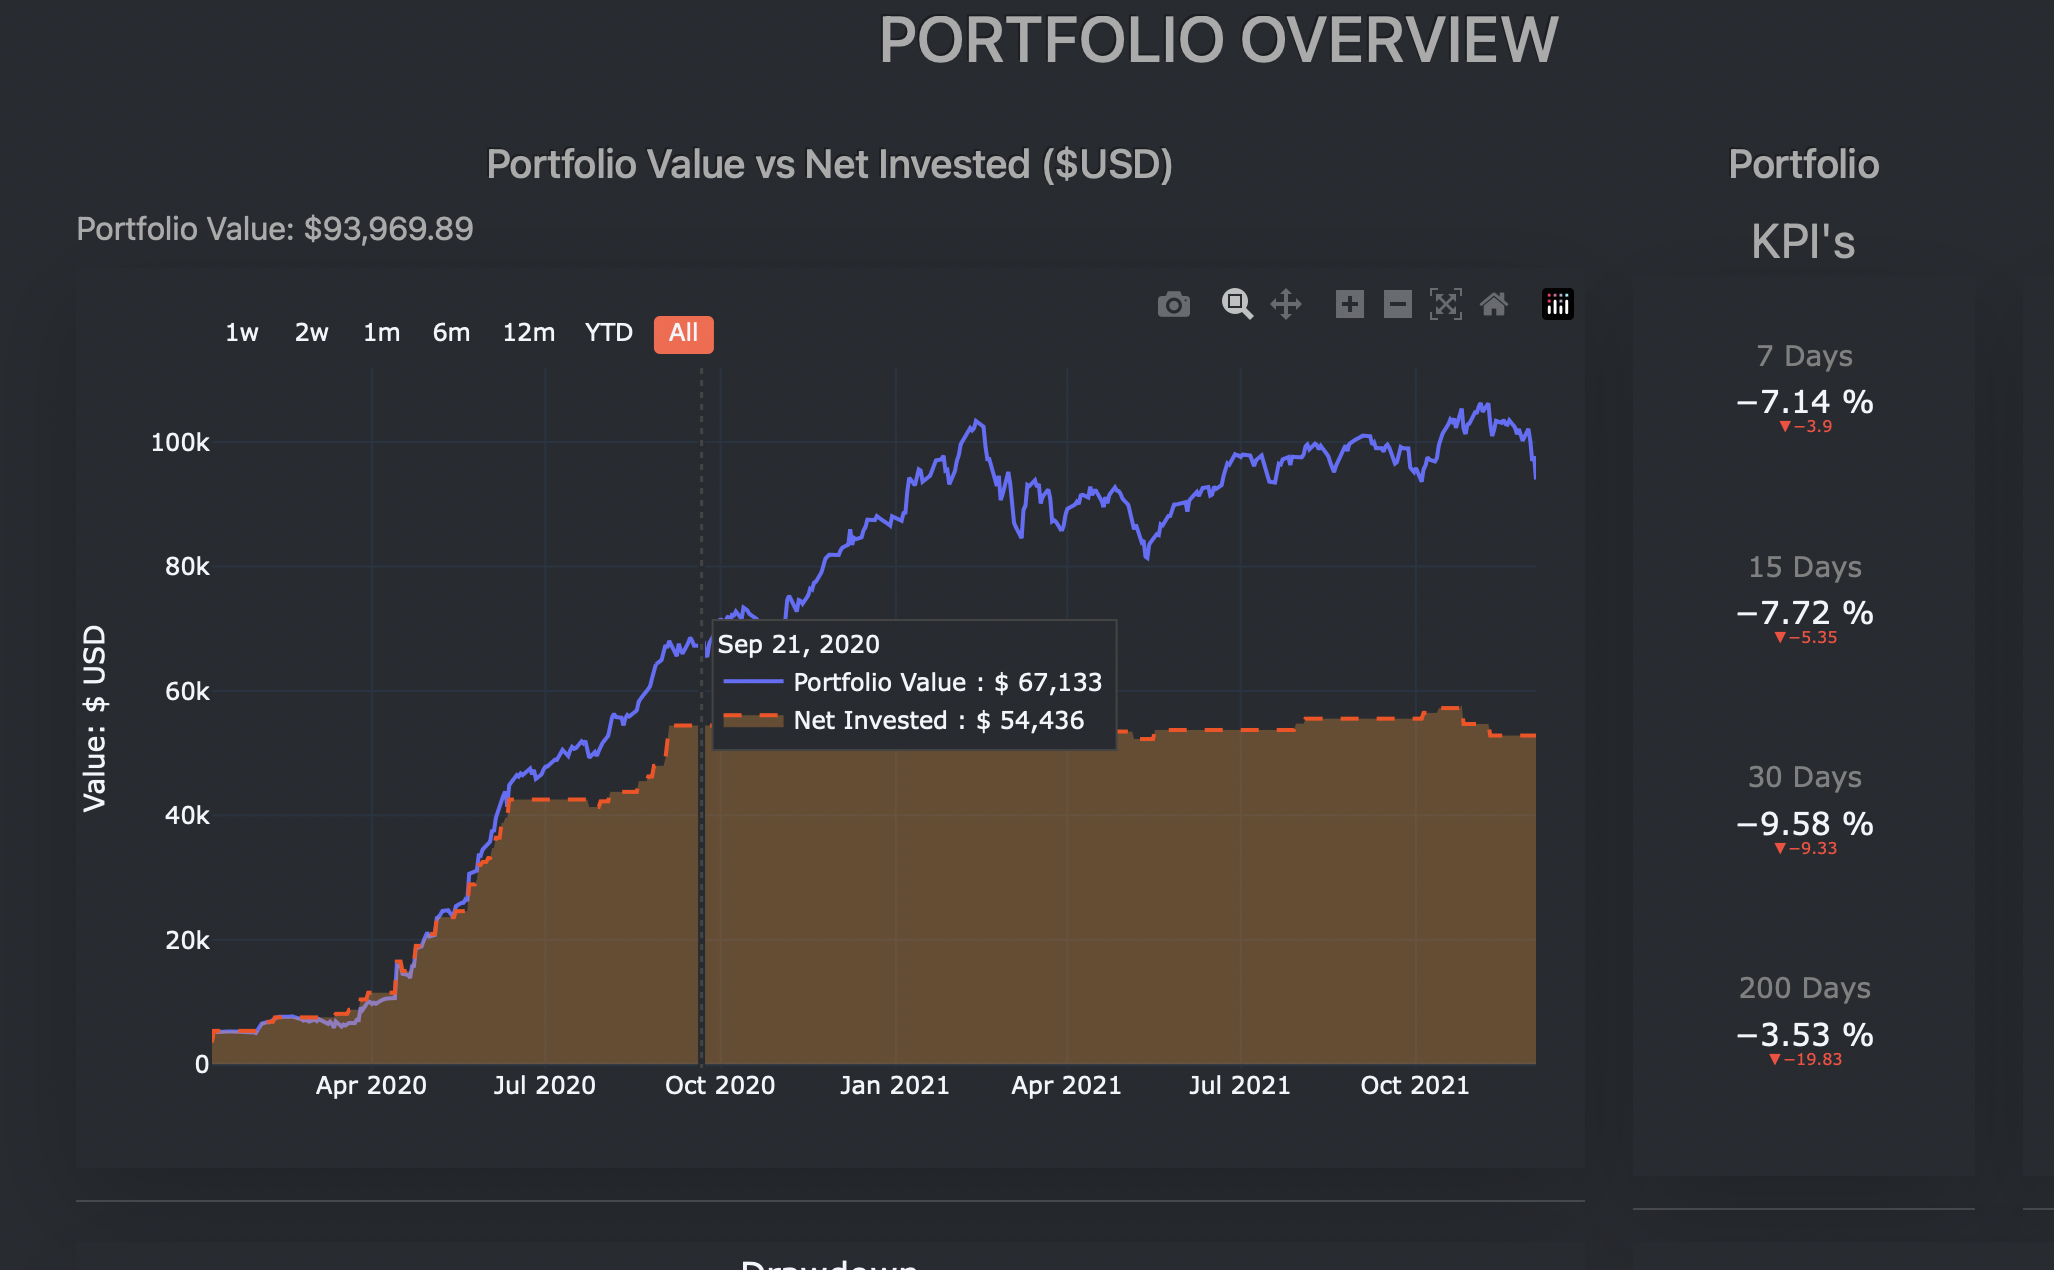 PORTFOLIO OVERVIEW
Portfolio Value vs Net Invested ($USD)
Portfolio Value: $93,969.89
1w 2w 1m 6m 12m YTD All
100k
80k
60k
40k
20k
0
Value: $ USD
Sep 21, 2020
Portfolio Value : $ 67,133
Net Invested : $ 54,436
Apr 2020 Jul 2020 Oct 2020 Jan 2021 Apr 2021 Jul 2021 Oct 2021
Portfolio
KPI's
7 Days
−7.14 %
▼−3.9
15 Days
−7.72 %
▼−5.35
30 Days
−9.58 %
▼−9.33
200 Days
−3.53 %
▼−19.83
Drawdown